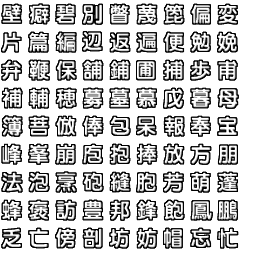 壁癖碧別瞥蔑箆偏変
片篇編辺返遍便勉娩
弁鞭保舗鋪圃捕歩甫
補輔穂募墓慕戊暮母
簿菩倣俸包呆報奉宝
峰峯崩庖抱捧放方朋
法泡烹砲縫胞芳萌蓬
蜂褒訪豊邦鋒飽鳳鵬
乏亡傍剖坊妨帽忘忙